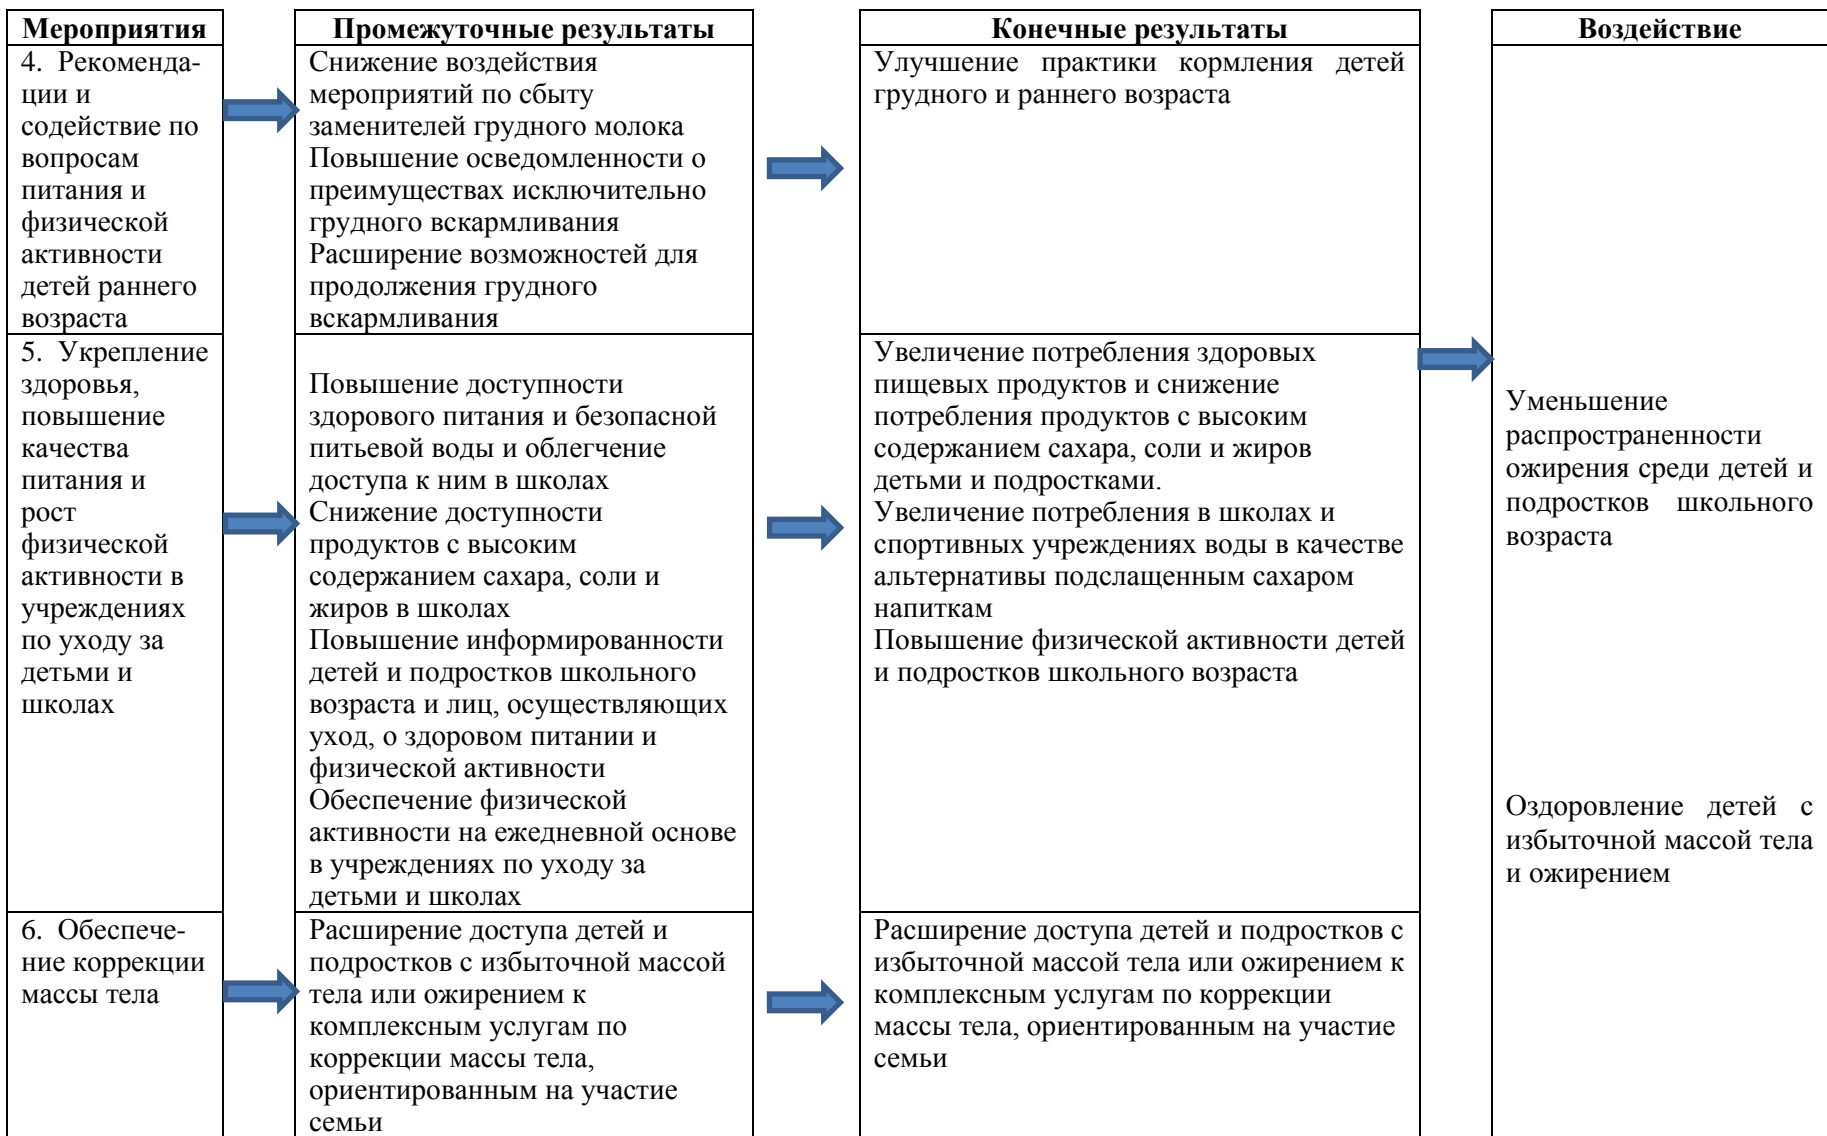 Мероприятия
Промежуточные результаты
Конечные результаты
Воздействие
4. Рекоменда-
ции и
содействие по
вопросам
питания и
физической
активности
детей раннего
возраста
Снижение воздействия
мероприятий по сбыту
заменителей грудного молока
Повышение осведомленности о
преимуществах исключительно
грудного вскармливания
Расширение возможностей для
продолжения грудного
вскармливания
Улучшение практики кормления детей
грудного и раннего возраста
5. Укрепление
здоровья,
повышение
качества
питания и
рост
физической
активности в
учреждениях
по уходу за
детьми и
школах
Повышение доступности
здорового питания и безопасной
питьевой воды и облегчение
доступа к ним в школах
Снижение доступности
продуктов с высоким
содержанием сахара, соли и
жиров в школах
Повышение информированности
детей и подростков школьного
возраста и лиц, осуществляющих
уход, о здоровом питании и
физической активности
Обеспечение физической
активности на ежедневной основе
в учреждениях по уходу за
детьми и школах
Увеличение потребления здоровых
пищевых продуктов и снижение
потребления продуктов с высоким
содержанием сахара, соли и жиров
детьми и подростками.
Увеличение потребления в школах и
спортивных учреждениях воды в качестве
альтернативы подслащенным сахаром
напиткам
Повышение физической активности детей
и подростков школьного возраста
6. Обеспече-
ние коррекции
массы тела
Расширение доступа детей и
подростков с избыточной массой
тела или ожирением к
комплексным услугам по
коррекции массы тела,
ориентированным на участие
семьи
Расширение доступа детей и подростков с
избыточной массой тела или ожирением к
комплексным услугам по коррекции
массы тела, ориентированным на участие
семьи
Уменьшение
распространенности
ожирения среди детей и
подростков школьного
возраста
Оздоровление детей с
избыточной массой тела
и ожирением